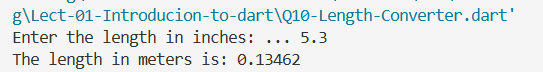 g\Lect-01-Introducion-to-dart\Q10-Length-Converter.dart'
Enter the length in inches: ... 5.3
The length in meters is: 0.13462